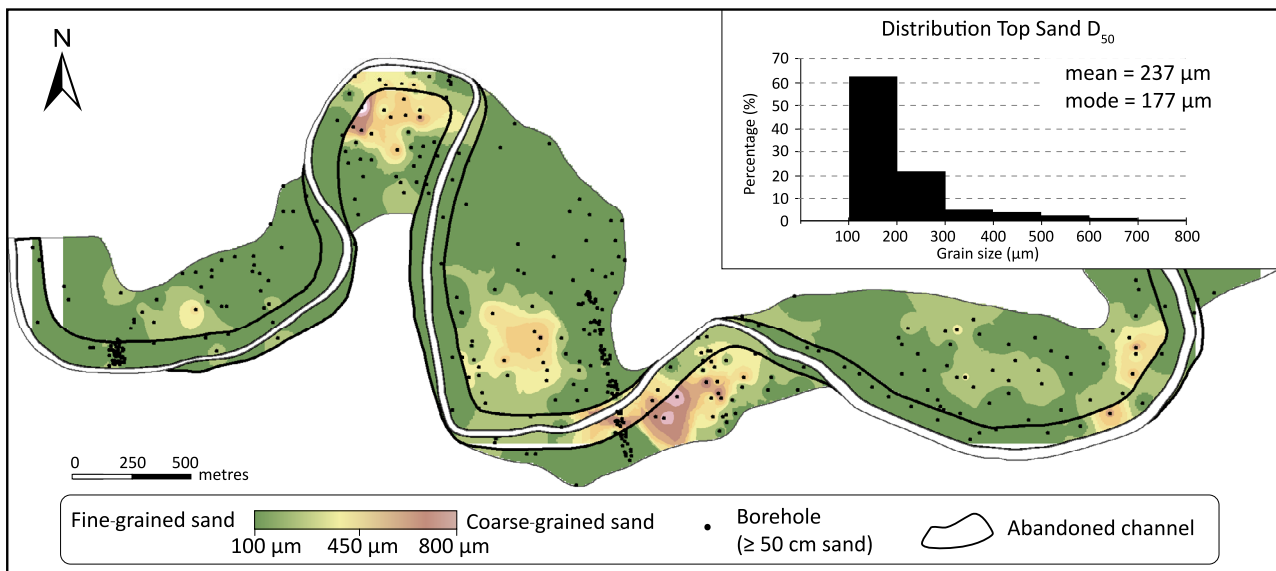 N
Distribution Top Sand D50
mean = 237 µm
mode = 177 µm
Percentage (%)
70
60
50
40
30
20
10
0
100 200 300 400 500 600 700 800
Grain size (µm)
0 250 500 metres
Fine-grained sand
Coarse-grained sand
100 µm 450 µm 800 µm
Borehole
(≥ 50 cm sand)
Abandoned channel